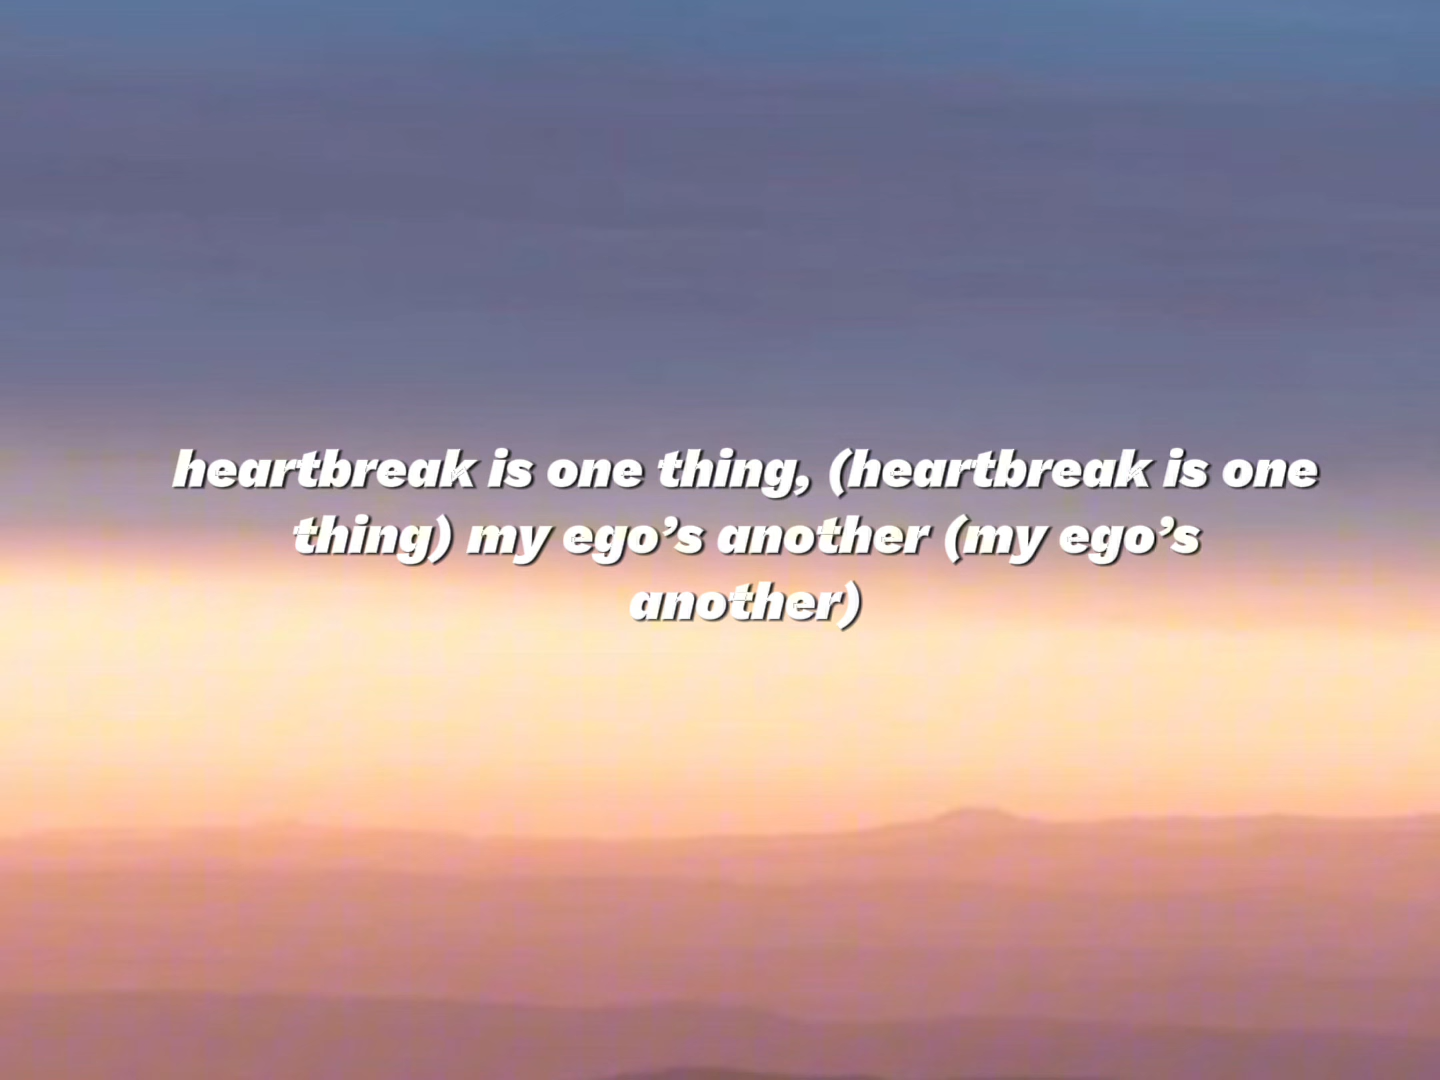 heartbreak is one thing, (heartbreak is one
thing) my ego’s another (my ego’s
another)